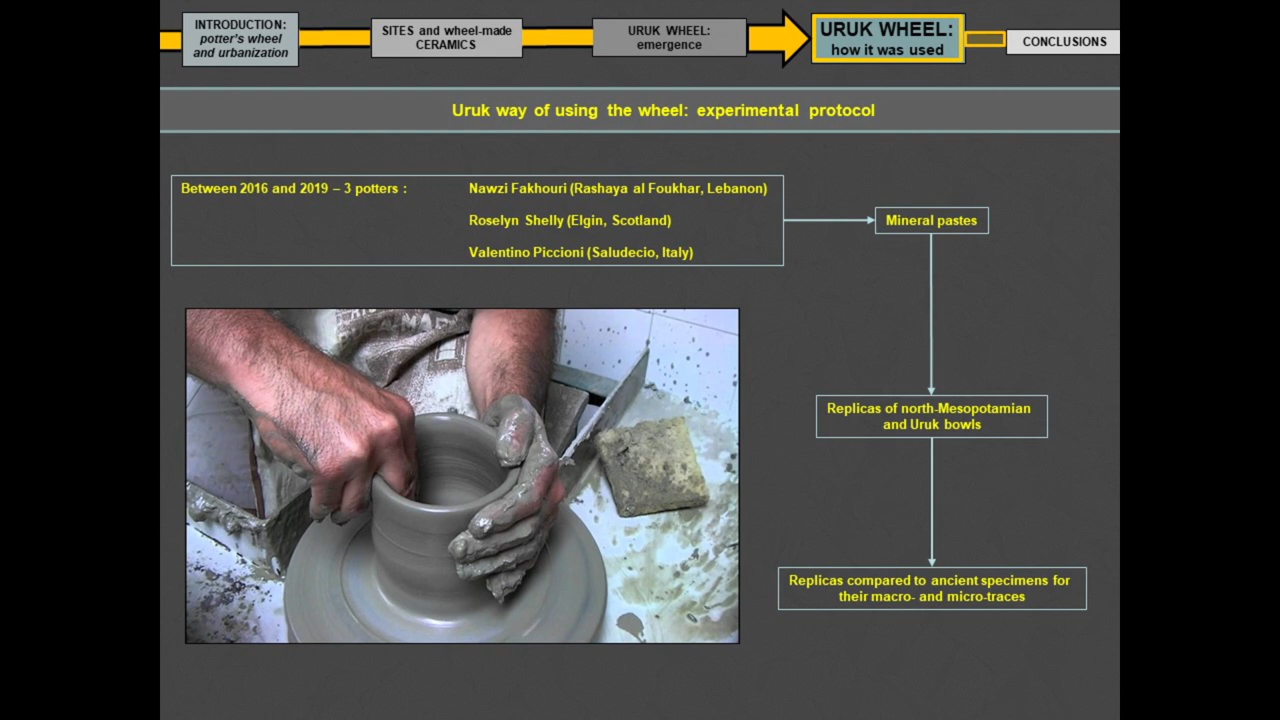 INTRODUCTION:
potter's wheel
and urbanization
SITES and wheel-made
CERAMICS
URUK WHEEL:
emergence
URUK WHEEL:
how it was used
CONCLUSIONS
Uruk way of using the wheel: experimental protocol
Between 2016 and 2019 – 3 potters :
Nawzi Fakhouri (Rashaya al Foukhar, Lebanon)
Roselyn Shelly (Elgin, Scotland)
Valentino Piccioni (Saludecio, Italy)
Mineral pastes
Replicas of north-Mesopotamian
and Uruk bowls
Replicas compared to ancient specimens for
their macro- and micro-traces